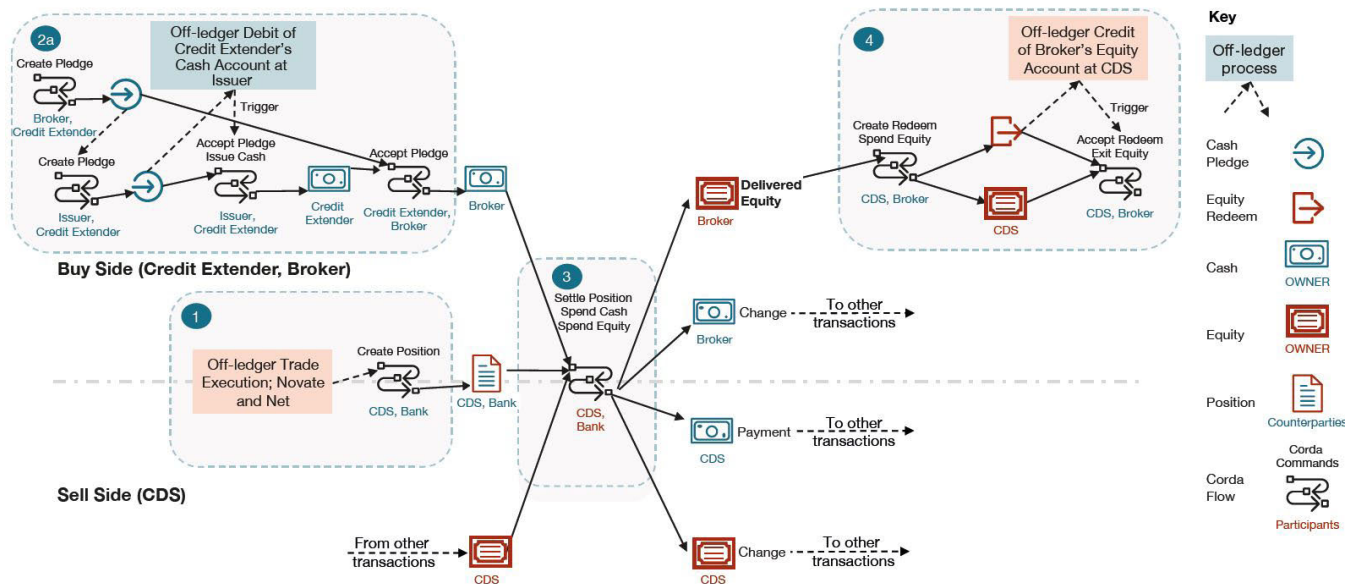 2a
Create Pledge
Broker,
Credit Extender
Off-ledger Debit of
Credit Extender's
Cash Account at
Issuer
Trigger
Create Pledge
Issuer,
Credit Extender
Accept Pledge
Issue Cash
Issuer,
Credit Extender
Credit
Extender
Accept Pledge
Credit Extender,
Broker
Broker
Buy Side (Credit Extender, Broker)
1
Off-ledger Trade
Execution; Novate
and Net
Create Position
CDS, Bank
CDS, Bank
Sell Side (CDS)
From other
transactions
CDS
3
Settle Position
Spend Cash
Spend Equity
CDS,
Bank
Delivered
Equity
Broker
Change
Broker
To other
transactions
Payment
CDS
To other
transactions
Change
CDS
To other
transactions
4
Off-ledger Credit
of Broker's Equity
Account at CDS
Trigger
Create Redeem
Spend Equity
CDS, Broker
CDS
Accept Redeem
Exit Equity
CDS, Broker
Key
Off-ledger
process
Cash
Pledge
Equity
Redeem
Cash
OWNER
Equity
OWNER
Position
Counterparties
Corda
Commands
Corda
Flow
Participants